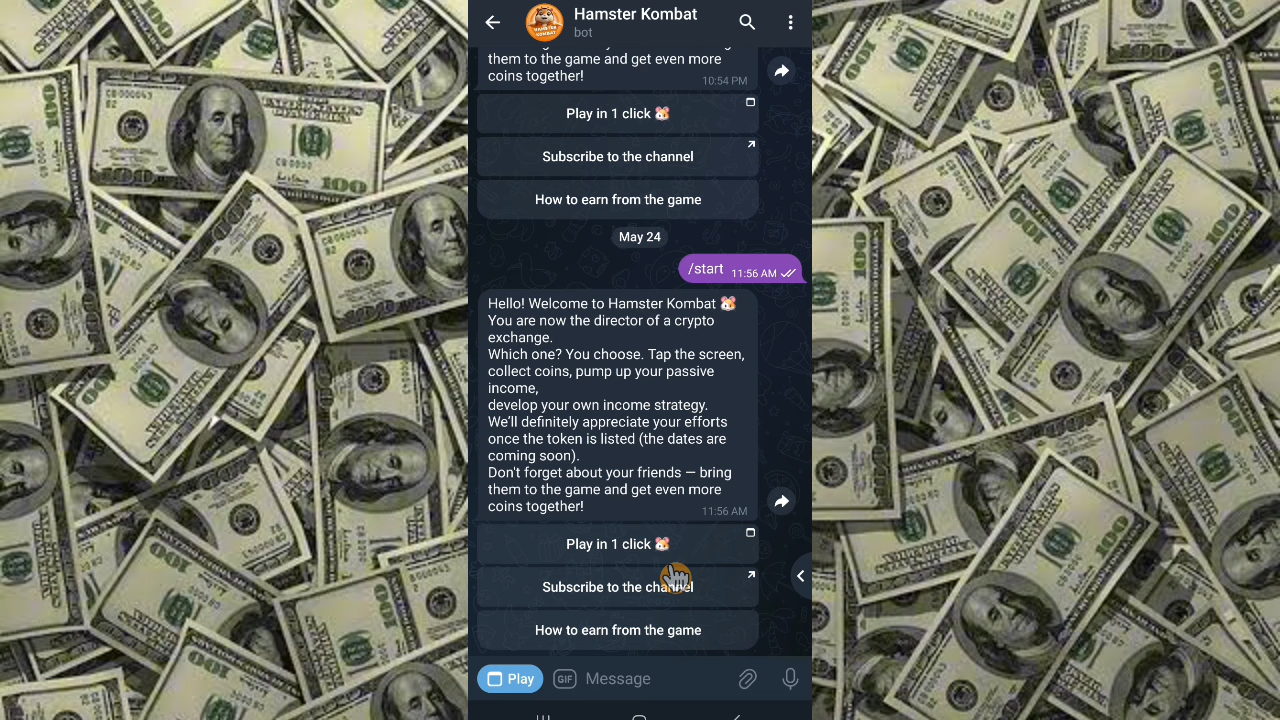 Hamster Kombat
bot
them to the game and get even more
coins together!
10:54 PM
Play in 1 click 🐹
Subscribe to the channel
How to earn from the game
May 24
/start 11:56 AM
Hello! Welcome to Hamster Kombat 🐹
You are now the director of a crypto
exchange.
Which one? You choose. Tap the screen,
collect coins, pump up your passive
income,
develop your own income strategy.
We'll definitely appreciate your efforts
once the token is listed (the dates are
coming soon).
Don't forget about your friends — bring
them to the game and get even more
coins together!
11:56 AM
Play in 1 click 🐹
Subscribe to the channel
How to earn from the game
Play
GIF
Message